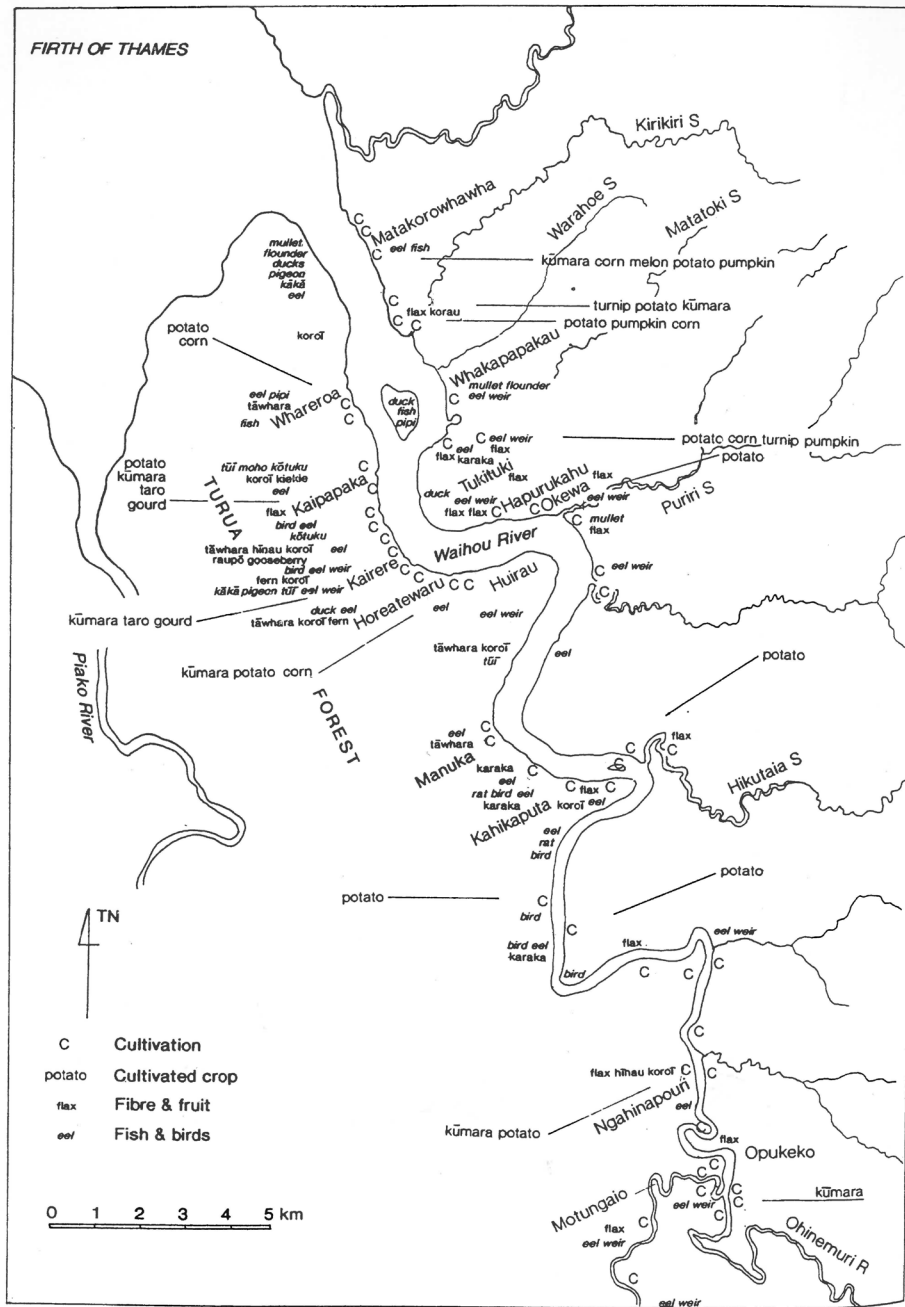 FIRTH OF THAMES
Kirikiri S
Warahoe S
Matatoki S
Matakorowhawha
C
C
C
eel fish
kūmara corn melon potato pumpkin
mullet
flounder
ducks
pigeon
kākā
eel
koroī
C
flax korau
C
C
turnip potato kūmara
potato pumpkin corn
potato
corn
Whakapapakau
mullet flounder
C
eel weir
eel pipi
tāwhara
fish
Whareroa
C
C
duck
fish
pipi
C
C
eel weir
eel
flax
flax
karaka
potato corn turnip pumpkin
potato
potato
kūmara
taro
gourd
TURUA
tūī moho kōtuku
koroī kiekie
eel
flax
bird eel
kōtuku
Kaipapaka
C
C
C
C
C
C
C
Tukituki
flax
duck
eel weir
flax flax
C
Hapurukahu
flax
C
Okewa
eel weir
Puriri S
C
mullet
flax
tāwhara hīnau koroī
eel
raupō gooseberry
bird eel weir
fern koroī
kākā pigeon tūī eel weir
Kairere
C
C
Waihou River
C
eel weir
C
C
kūmara taro gourd
duck eel
tāwhara koroī fern
Horeatewaru
C
C
Huirau
eel
eel weir
tāwhara koroī
tūī
eel
kūmara potato corn
Piako River
FOREST
potato
eel
C
tāwhara
C
Manuka
C
flax
C
C
Hikutaia S
karaka
C
eel
rat bird eel
karaka
C
flax
C
koroī
eel
Kahikaputa
eel
rat
bird
potato
C
bird
potato
C
bird eel
karaka
bird
flax
eel weir
C
C
C
TN
C
C
Cultivation
potato
Cultivated crop
flax
Fibre & fruit
eel
Fish & birds
flax hīnau koroī
C
C
Ngahinapouri
eel
kūmara potato
flax
Opukeko
C
C
C
C
C
C
eel weir
kūmara
Motungaio
C
flax
eel weir
Ohinemuri R
C
eel weir
0 1 2 3 4 5 km